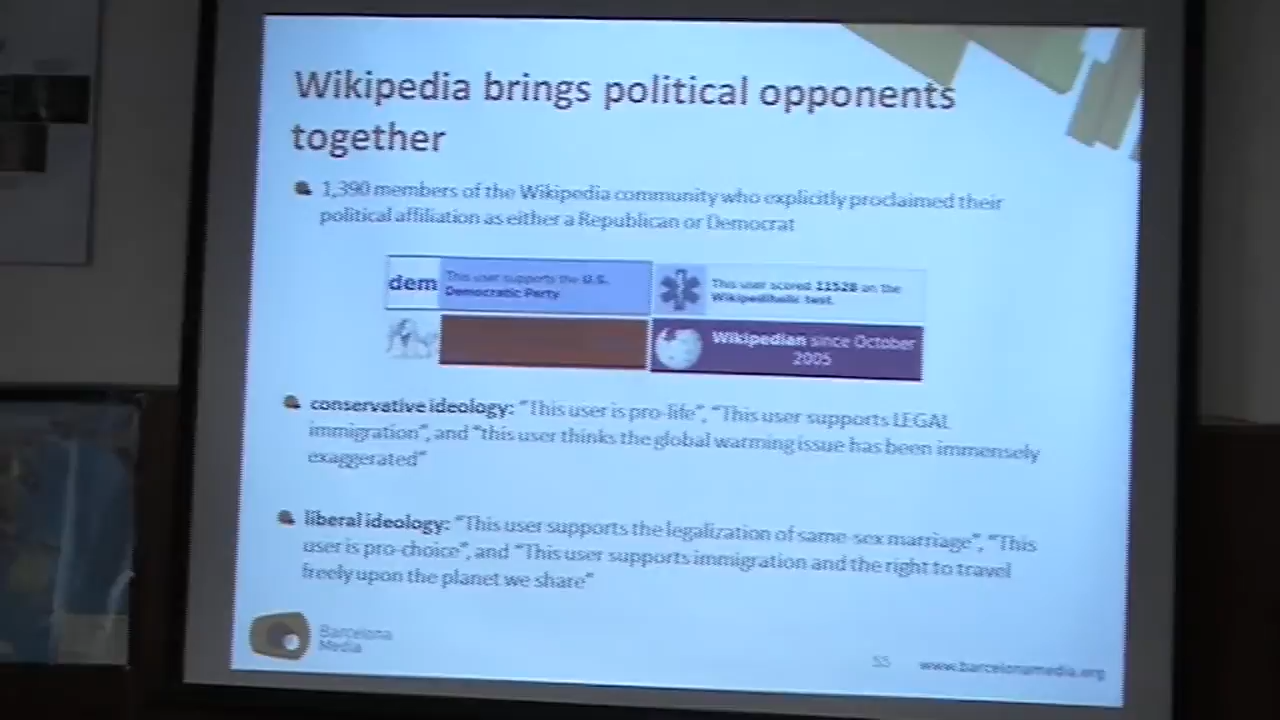 Wikipedia brings political opponents
together
1,390 members of the Wikipedia community who explicitly proclaimed their
political affiliation as either a Republican or Democrat
dem
This user supports the U.S.
Democratic Party
This user scored 11528 on the
Wikipediholic test.
Wikipedian since October
2005
conservative ideology: “This user is pro-life”, “This user supports LEGAL
immigration”, and “this user thinks the global warming issue has been immensely
exaggerated”
liberal ideology: “This user supports the legalization of same-sex marriage”, “This
user is pro-choice”, and “This user supports immigration and the right to travel
freely upon the planet we share”
Barcelona
Media
55
www.barcelonamedia.org